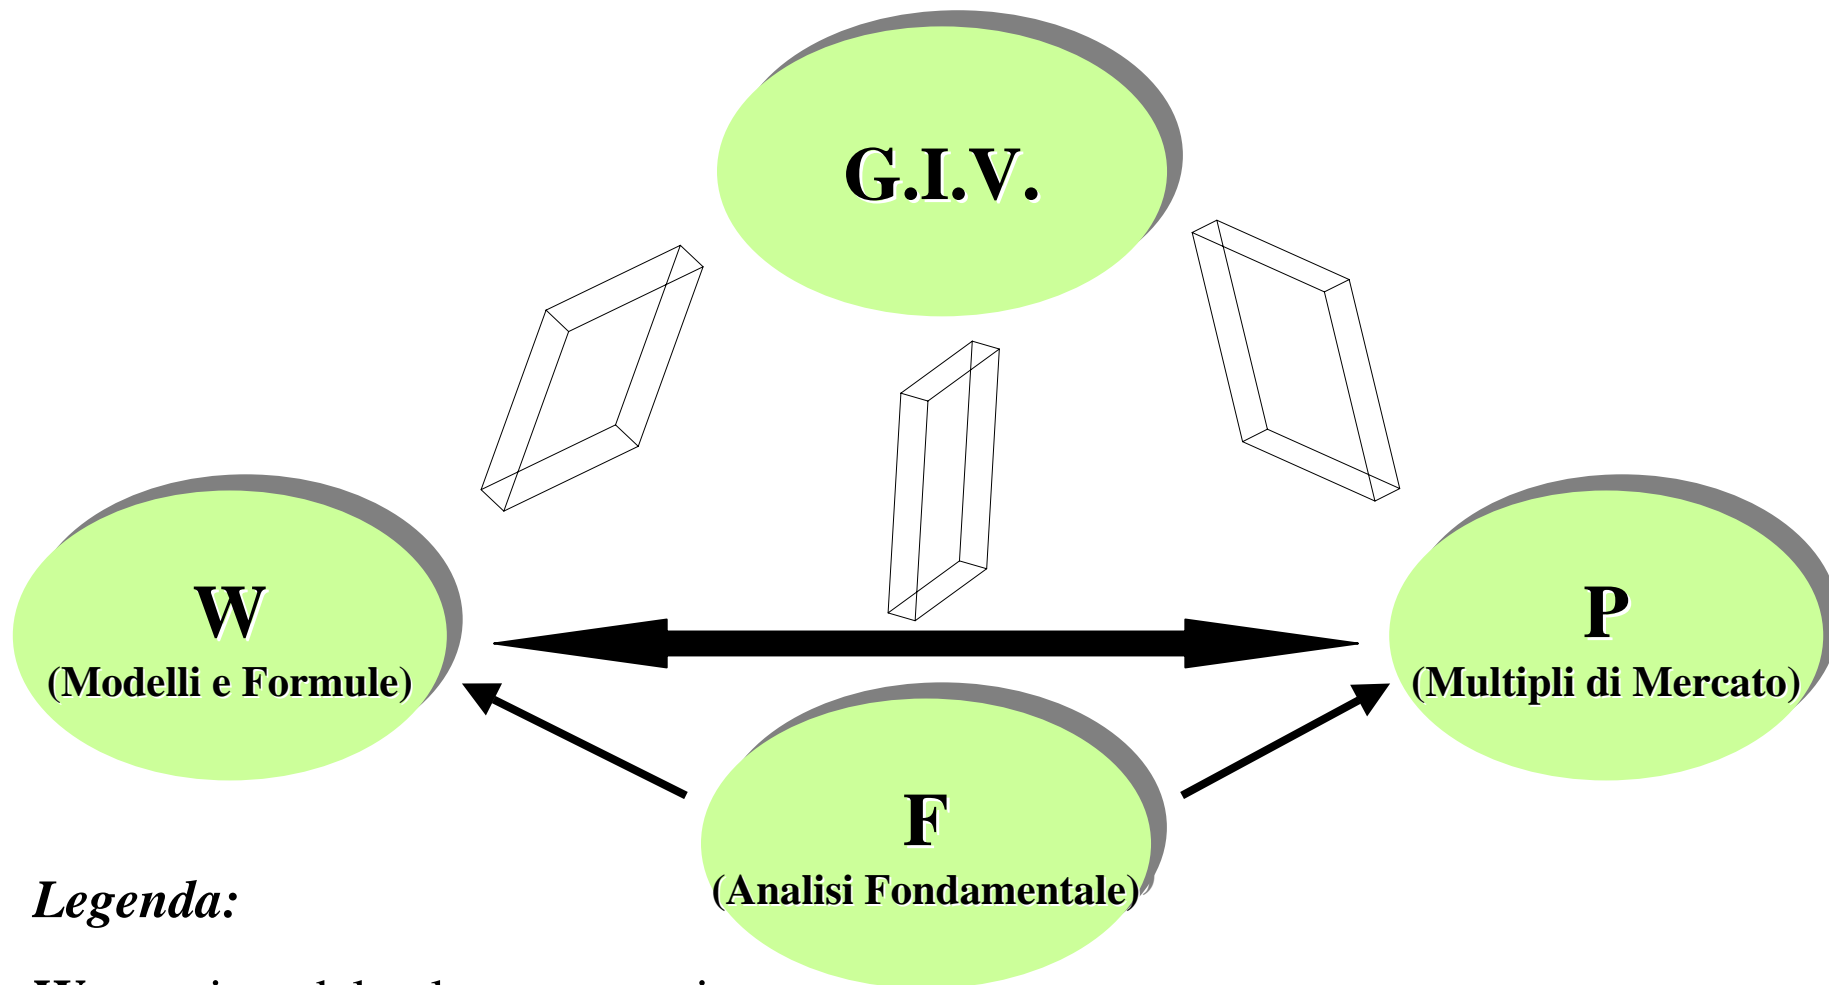 G.I.V.
W
(Modelli e Formule)
P
(Multipli di Mercato)
F
(Analisi Fondamentale)
Legenda:
W